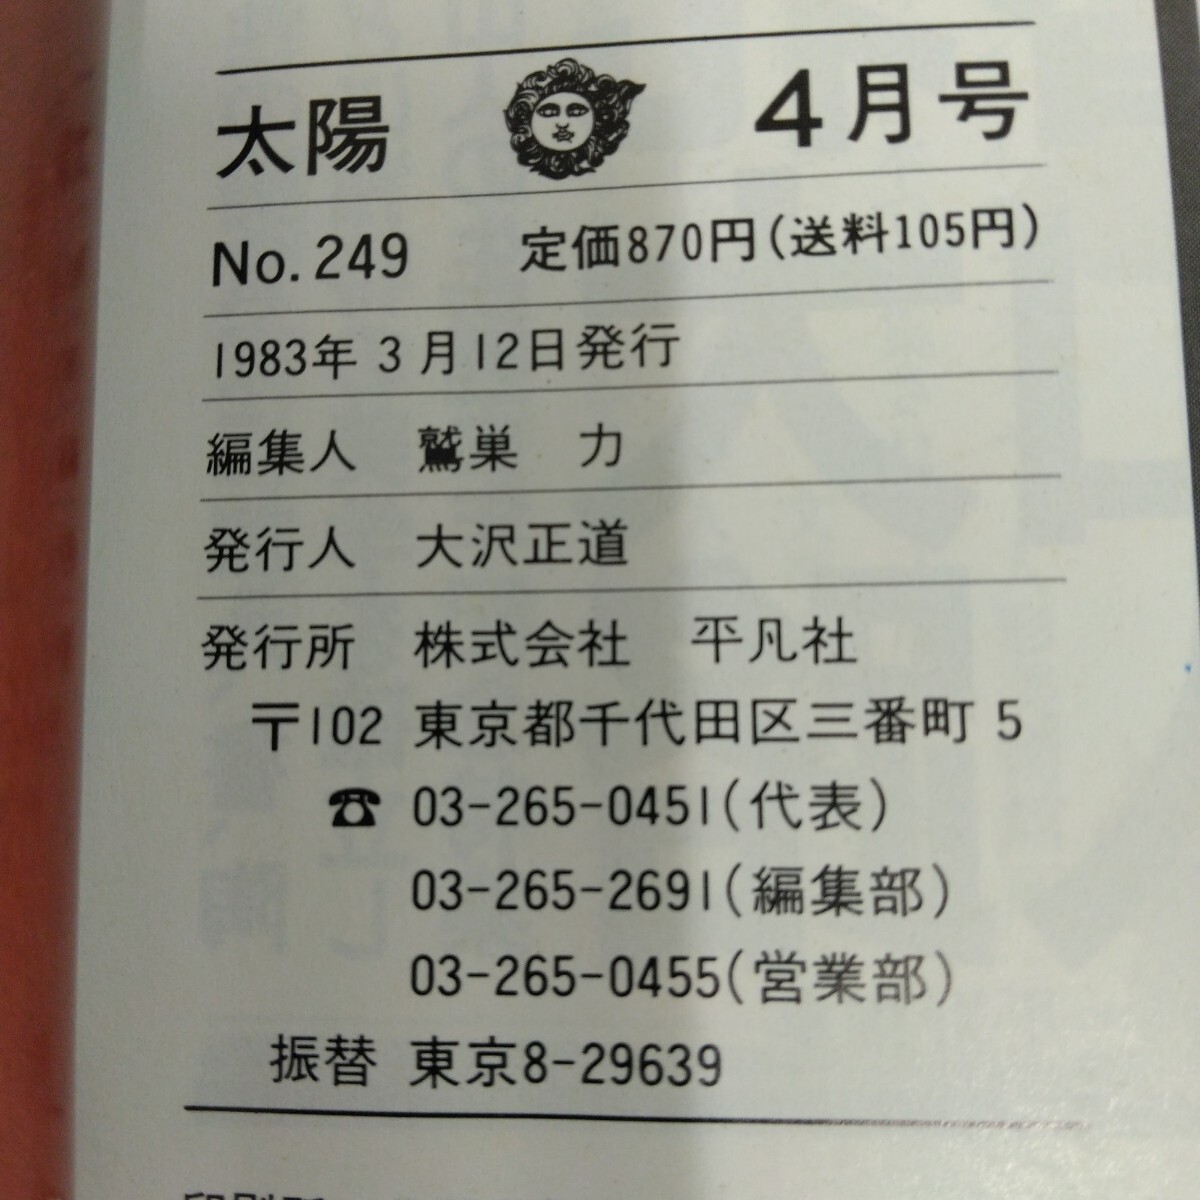 太陽 4月号
No. 249 定価870円(送料105円)
1983年 3月12日発行
編集人 鷲巣 力
発行人 大沢正道
発行所 株式会社 平凡社
〒102 東京都千代田区三番町 5
☎ 03-265-0451(代表)
03-265-2691(編集部)
03-265-0455(営業部)
振替 東京8-29639